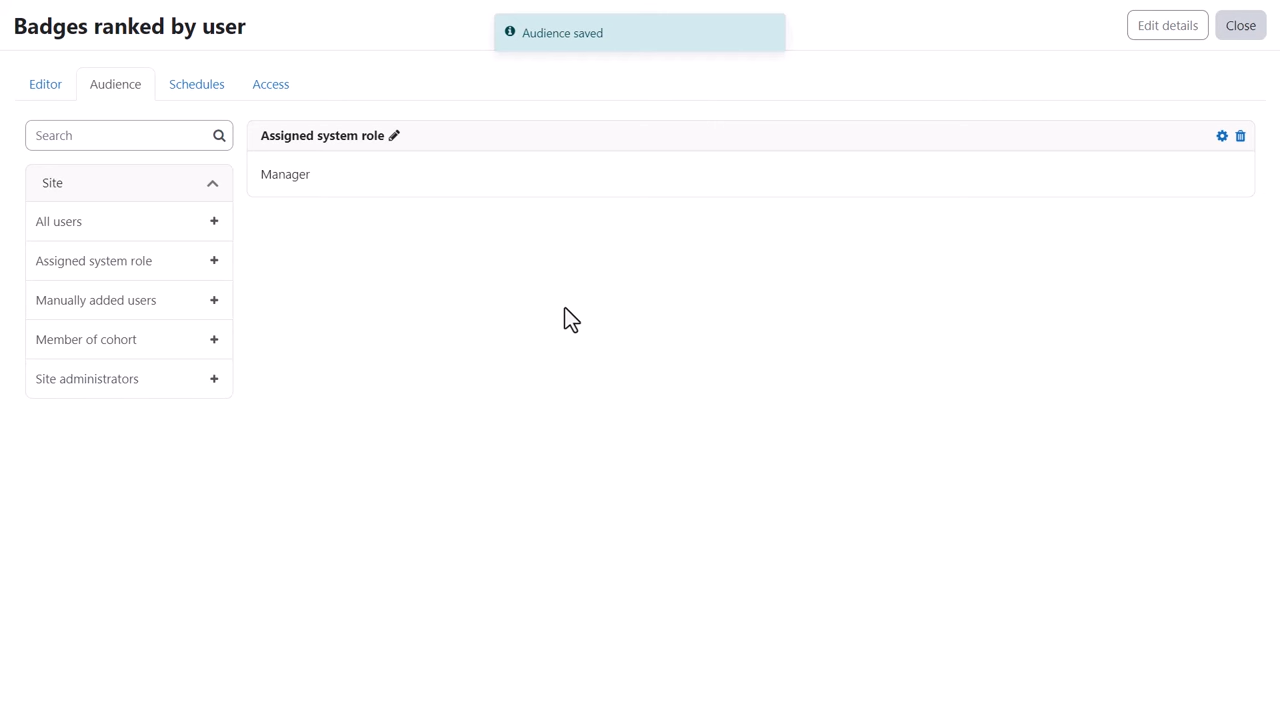 Badges ranked by user
Audience saved
Edit details
Close
Editor
Audience
Schedules
Access
Search
Assigned system role
Site
Manager
All users
Assigned system role
Manually added users
Member of cohort
Site administrators